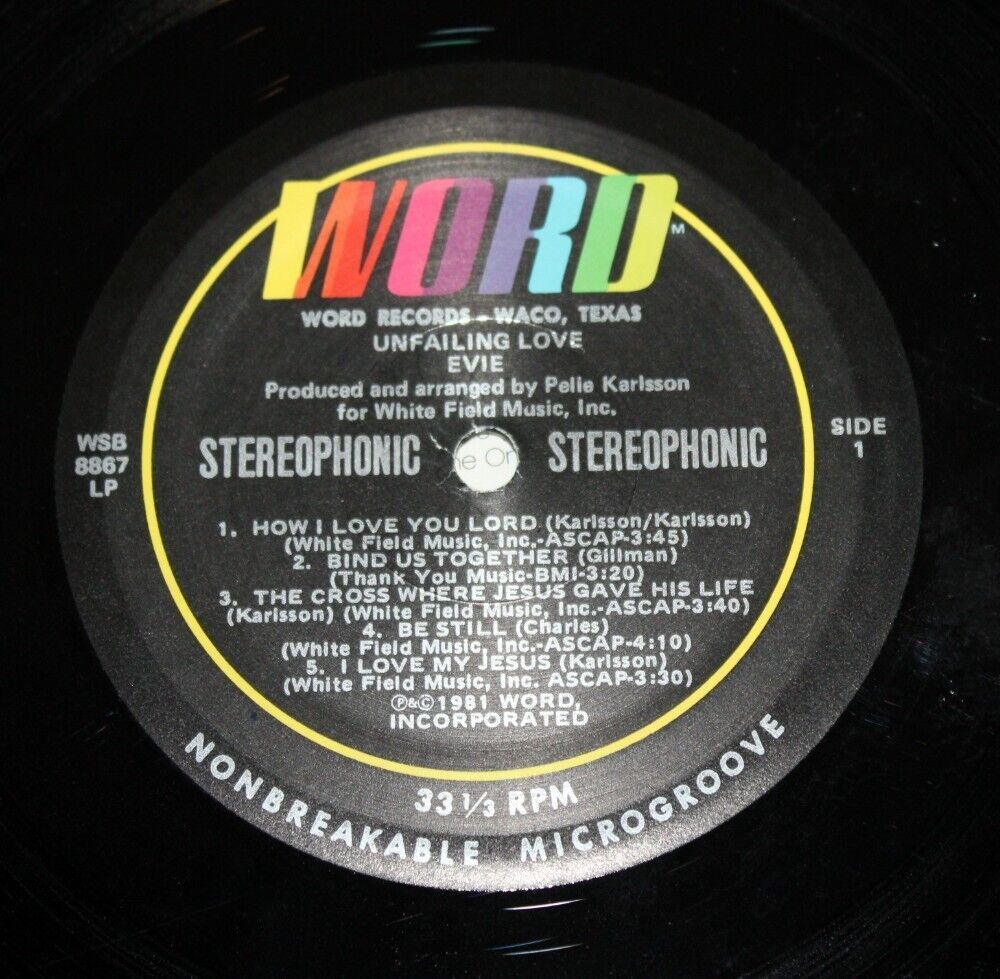 WORD
TM
WORD RECORDS - WACO, TEXAS
UNFAILING LOVE
EVIE
Produced and arranged by Pelle Karlsson
for White Field Music, Inc.
WSB
8867
LP
STEREOPHONIC
STEREOPHONIC
SIDE
1
1. HOW I LOVE YOU LORD (Karlsson/Karlsson)
(White Field Music, Inc.-ASCAP-3:45)
2. BIND US TOGETHER (Gillman)
(Thank You Music-BMI-3:20)
3. THE CROSS WHERE JESUS GAVE HIS LIFE
(Karlsson) (White Field Music, Inc.-ASCAP-3:40)
4. BE STILL (Charles)
(White Field Music, Inc.-ASCAP-4:10)
5. I LOVE MY JESUS (Karlsson)
(White Field Music, Inc. ASCAP-3:30)
℗&©1981 WORD,
INCORPORATED
33 1/3 RPM
NONBREAKABLE MICROGROOVE